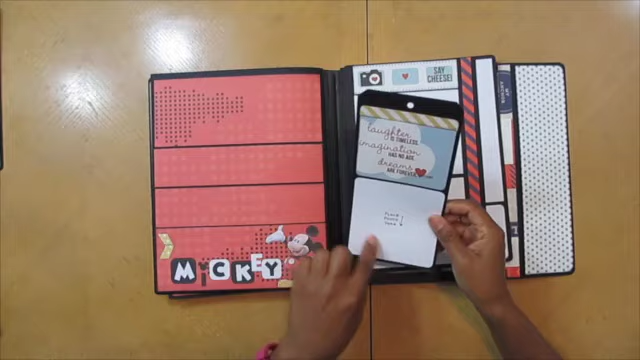 MiCKEY
SAY
CHEESE!
laughter
IS TIMELESS.
imagination
HAS NO AGE.
dreams
ARE FOREVER.